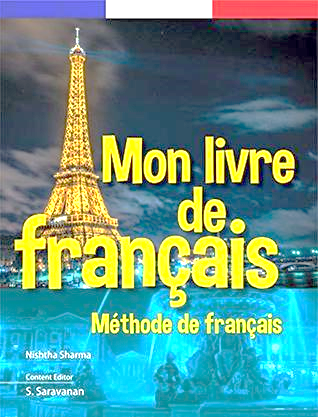 Mon livre
de
français
Méthode de français
Nishtha Sharma
Content Editor
S. Saravanan